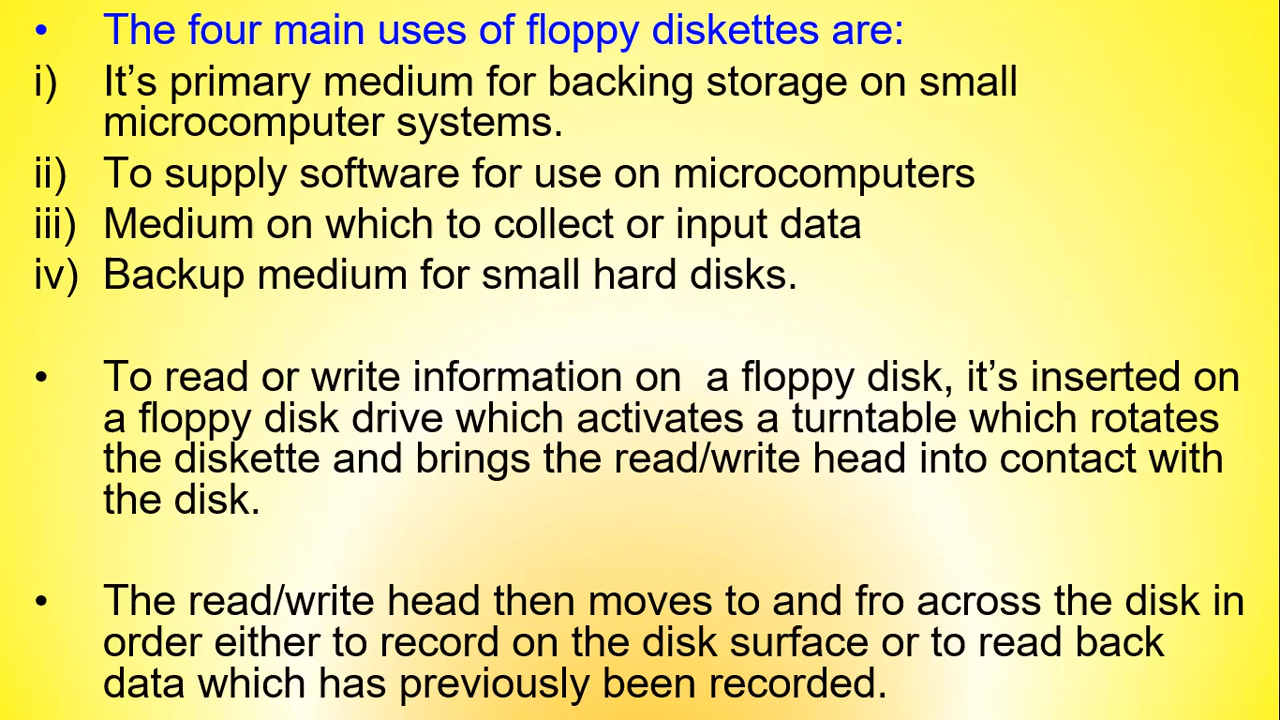 • The four main uses of floppy diskettes are:
i) It’s primary medium for backing storage on small
microcomputer systems.
ii) To supply software for use on microcomputers
iii) Medium on which to collect or input data
iv) Backup medium for small hard disks.
• To read or write information on  a floppy disk, it’s inserted on
a floppy disk drive which activates a turntable which rotates
the diskette and brings the read/write head into contact with
the disk.
• The read/write head then moves to and fro across the disk in
order either to record on the disk surface or to read back
data which has previously been recorded.